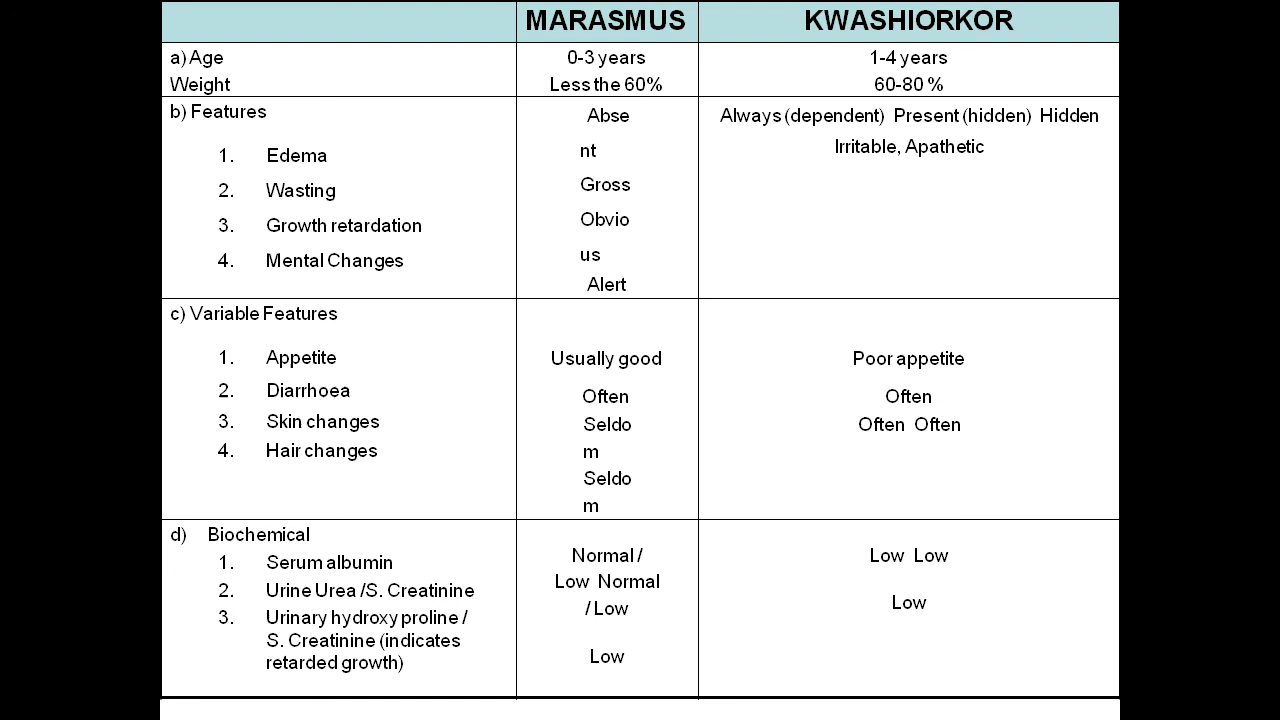 MARASMUS KWASHIORKOR
a) Age 0-3 years 1-4 years
Weight Less the 60% 60-80 %
b) Features
Abse
Always (dependent) Present (hidden) Hidden
Irritable, Apathetic
1. Edema
nt
2. Wasting
Gross
3. Growth retardation
Obvio
4. Mental Changes
us
Alert
c) Variable Features
1. Appetite Usually good Poor appetite
2. Diarrhoea Often Often
3. Skin changes Seldo Often Often
4. Hair changes m
Seldo
m
d) Biochemical
1. Serum albumin Normal / Low Low
2. Urine Urea /S. Creatinine Low Normal
3. Urinary hydroxy proline / / Low Low
S. Creatinine (indicates
retarded growth) Low